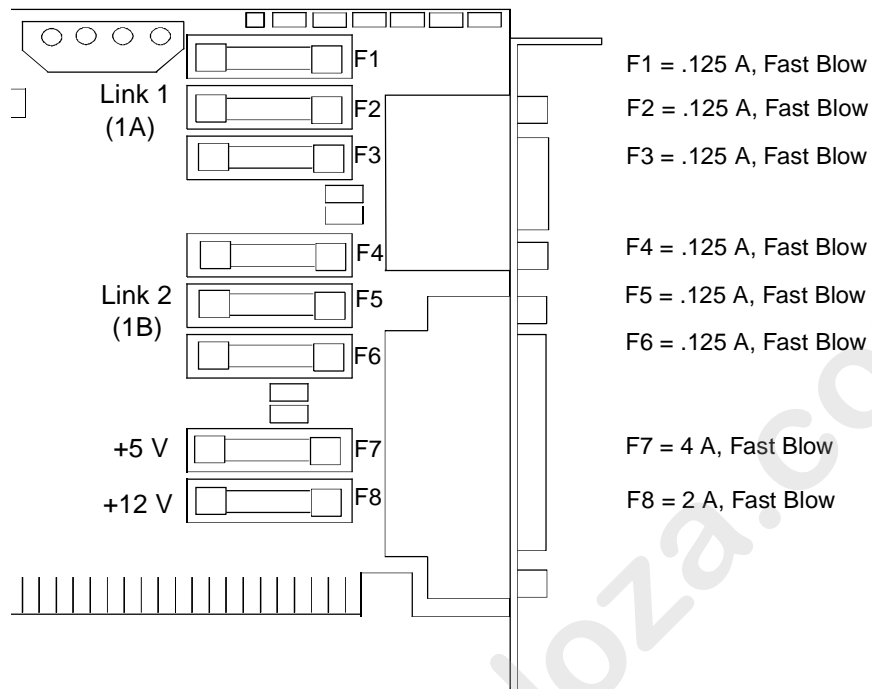 F1
F1 = .125 A, Fast Blow
Link 1
(1A)
F2
F2 = .125 A, Fast Blow
F3
F3 = .125 A, Fast Blow
F4
F4 = .125 A, Fast Blow
Link 2
(1B)
F5
F5 = .125 A, Fast Blow
F6
F6 = .125 A, Fast Blow
+5 V
F7
F7 = 4 A, Fast Blow
+12 V
F8
F8 = 2 A, Fast Blow
loza.co